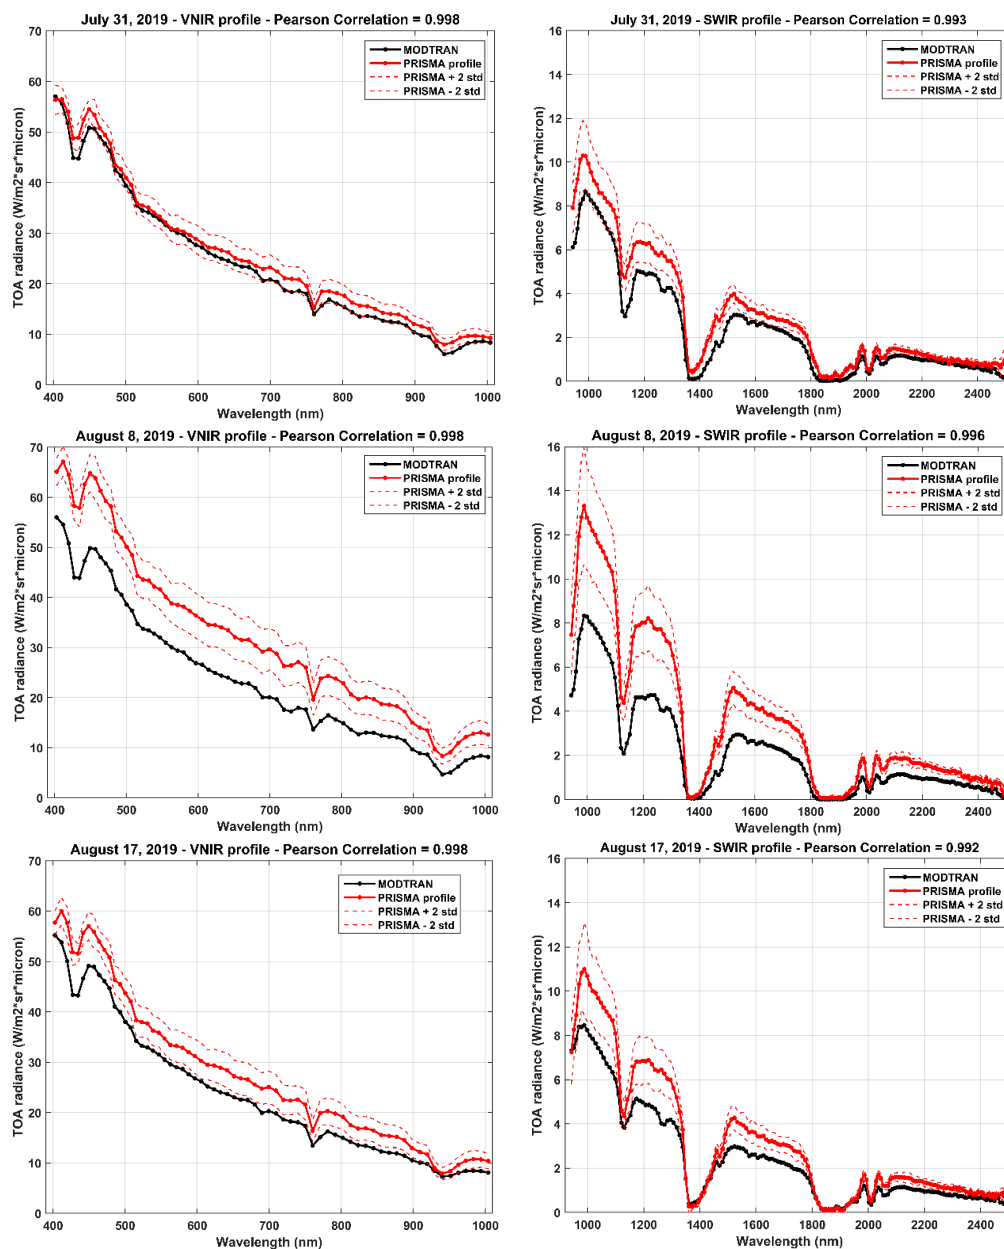 July 31, 2019 - VNIR profile - Pearson Correlation = 0.998
70
60
50
40
30
20
10
0
TOA radiance (W/m2*sr*micron)
MODTRAN
PRISMA profile
PRISMA + 2 std
PRISMA - 2 std
400 500 600 700 800 900 1000
Wavelength (nm)
July 31, 2019 - SWIR profile - Pearson Correlation = 0.993
16
14
12
10
8
6
4
2
0
TOA radiance (W/m2*sr*micron)
MODTRAN
PRISMA profile
PRISMA + 2 std
PRISMA - 2 std
1000 1200 1400 1600 1800 2000 2200 2400
Wavelength (nm)
August 8, 2019 - VNIR profile - Pearson Correlation = 0.998
70
60
50
40
30
20
10
0
TOA radiance (W/m2*sr*micron)
MODTRAN
PRISMA profile
PRISMA + 2 std
PRISMA - 2 std
400 500 600 700 800 900 1000
Wavelength (nm)
August 8, 2019 - SWIR profile - Pearson Correlation = 0.996
16
14
12
10
8
6
4
2
0
TOA radiance (W/m2*sr*micron)
MODTRAN
PRISMA profile
PRISMA + 2 std
PRISMA - 2 std
1000 1200 1400 1600 1800 2000 2200 2400
Wavelength (nm)
August 17, 2019 - VNIR profile - Pearson Correlation = 0.998
70
60
50
40
30
20
10
0
TOA radiance (W/m2*sr*micron)
MODTRAN
PRISMA profile
PRISMA + 2 std
PRISMA - 2 std
400 500 600 700 800 900 1000
Wavelength (nm)
August 17, 2019 - SWIR profile - Pearson Correlation = 0.992
16
14
12
10
8
6
4
2
0
TOA radiance (W/m2*sr*micron)
MODTRAN
PRISMA profile
PRISMA + 2 std
PRISMA - 2 std
1000 1200 1400 1600 1800 2000 2200 2400
Wavelength (nm)